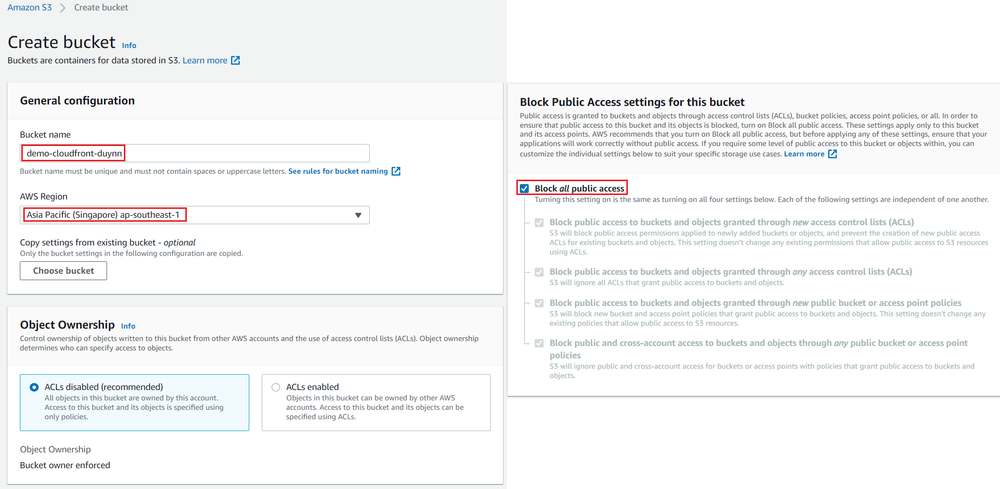 Amazon S3 > Create bucket
Create bucket Info
Buckets are containers for data stored in S3. Learn more
General configuration
Bucket name
demo-cloudfront-duynn
Bucket name must be unique and must not contain spaces or uppercase letters. See rules for bucket naming
AWS Region
Asia Pacific (Singapore) ap-southeast-1
Copy settings from existing bucket - optional
Only the bucket settings in the following configuration are copied.
Choose bucket
Object Ownership Info
Control ownership of objects written to this bucket from other AWS accounts and the use of access control lists (ACLs). Object ownership
determines who can specify access to objects.
ACLs disabled (recommended)
All objects in this bucket are owned by this account.
Access to this bucket and its objects is specified using
only policies.
ACLs enabled
Objects in this bucket can be owned by other AWS
accounts. Access to this bucket and its objects can be
specified using ACLs.
Object Ownership
Bucket owner enforced
Block Public Access settings for this bucket
Public access is granted to buckets and objects through access control lists (ACLs), bucket policies, access point policies, or all. In order to
ensure that public access to this bucket and its objects is blocked, turn on Block all public access. These settings apply only to this bucket
and its access points. AWS recommends that you turn on Block all public access, but before applying any of these settings, ensure that your
applications will work correctly without public access. If you require some level of public access to this bucket or objects within, you can
customize the individual settings below to suit your specific storage use cases. Learn more
Block all public access
Turning this setting on is the same as turning on all four settings below. Each of the following settings are independent of one another.
Block public access to buckets and objects granted through new access control lists (ACLs)
S3 will block public access permissions applied to newly added buckets or objects, and prevent the creation of new public access
ACLs for existing buckets and objects. This setting doesn't change any existing permissions that allow public access to S3 resources
using ACLs.
Block public access to buckets and objects granted through any access control lists (ACLs)
S3 will ignore all ACLs that grant public access to buckets and objects.
Block public access to buckets and objects granted through new public bucket or access point policies
S3 will block new bucket and access point policies that grant public access to buckets and objects. This setting doesn't change any
existing policies that allow public access to S3 resources.
Block public and cross-account access to buckets and objects through any public bucket or access point
policies
S3 will ignore public and cross-account access for buckets or access points with policies that grant public access to buckets and
objects.